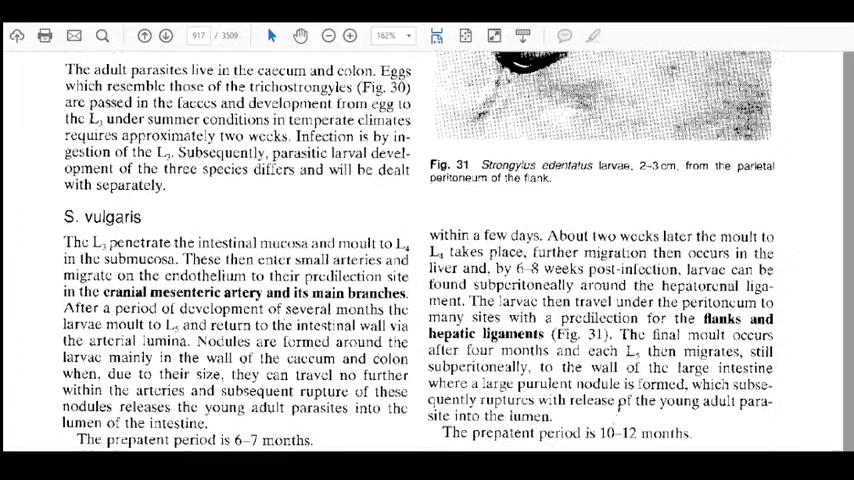 917 / 3509
162%
The adult parasites live in the caecum and colon. Eggs
which resemble those of the trichostrongyles (Fig. 30)
are passed in the faeces and development from egg to
the L3 under summer conditions in temperate climates
requires approximately two weeks. Infection is by in-
gestion of the L3. Subsequently, parasitic larval devel-
opment of the three species differs and will be dealt
with separately.
S. vulgaris
The L3 penetrate the intestinal mucosa and moult to L4
in the submucosa. These then enter small arteries and
migrate on the endothelium to their predilection site
in the cranial mesenteric artery and its main branches.
After a period of development of several months the
larvae moult to L5 and return to the intestinal wall via
the arterial lumina. Nodules are formed around the
larvae mainly in the wall of the caecum and colon
when, due to their size, they can travel no further
within the arteries and subsequent rupture of these
nodules releases the young adult parasites into the
lumen of the intestine.
The prepatent period is 6–7 months.
Fig. 31 Strongylus edentatus larvae, 2–3 cm, from the parietal
peritoneum of the flank.
within a few days. About two weeks later the moult to
L4 takes place, further migration then occurs in the
liver and, by 6–8 weeks post-infection, larvae can be
found subperitoneally around the hepatorenal liga-
ment. The larvae then travel under the peritoneum to
many sites with a predilection for the flanks and
hepatic ligaments (Fig. 31). The final moult occurs
after four months and each L5 then migrates, still
subperitoneally, to the wall of the large intestine
where a large purulent nodule is formed, which subse-
quently ruptures with release of the young adult para-
site into the lumen.
The prepatent period is 10–12 months.